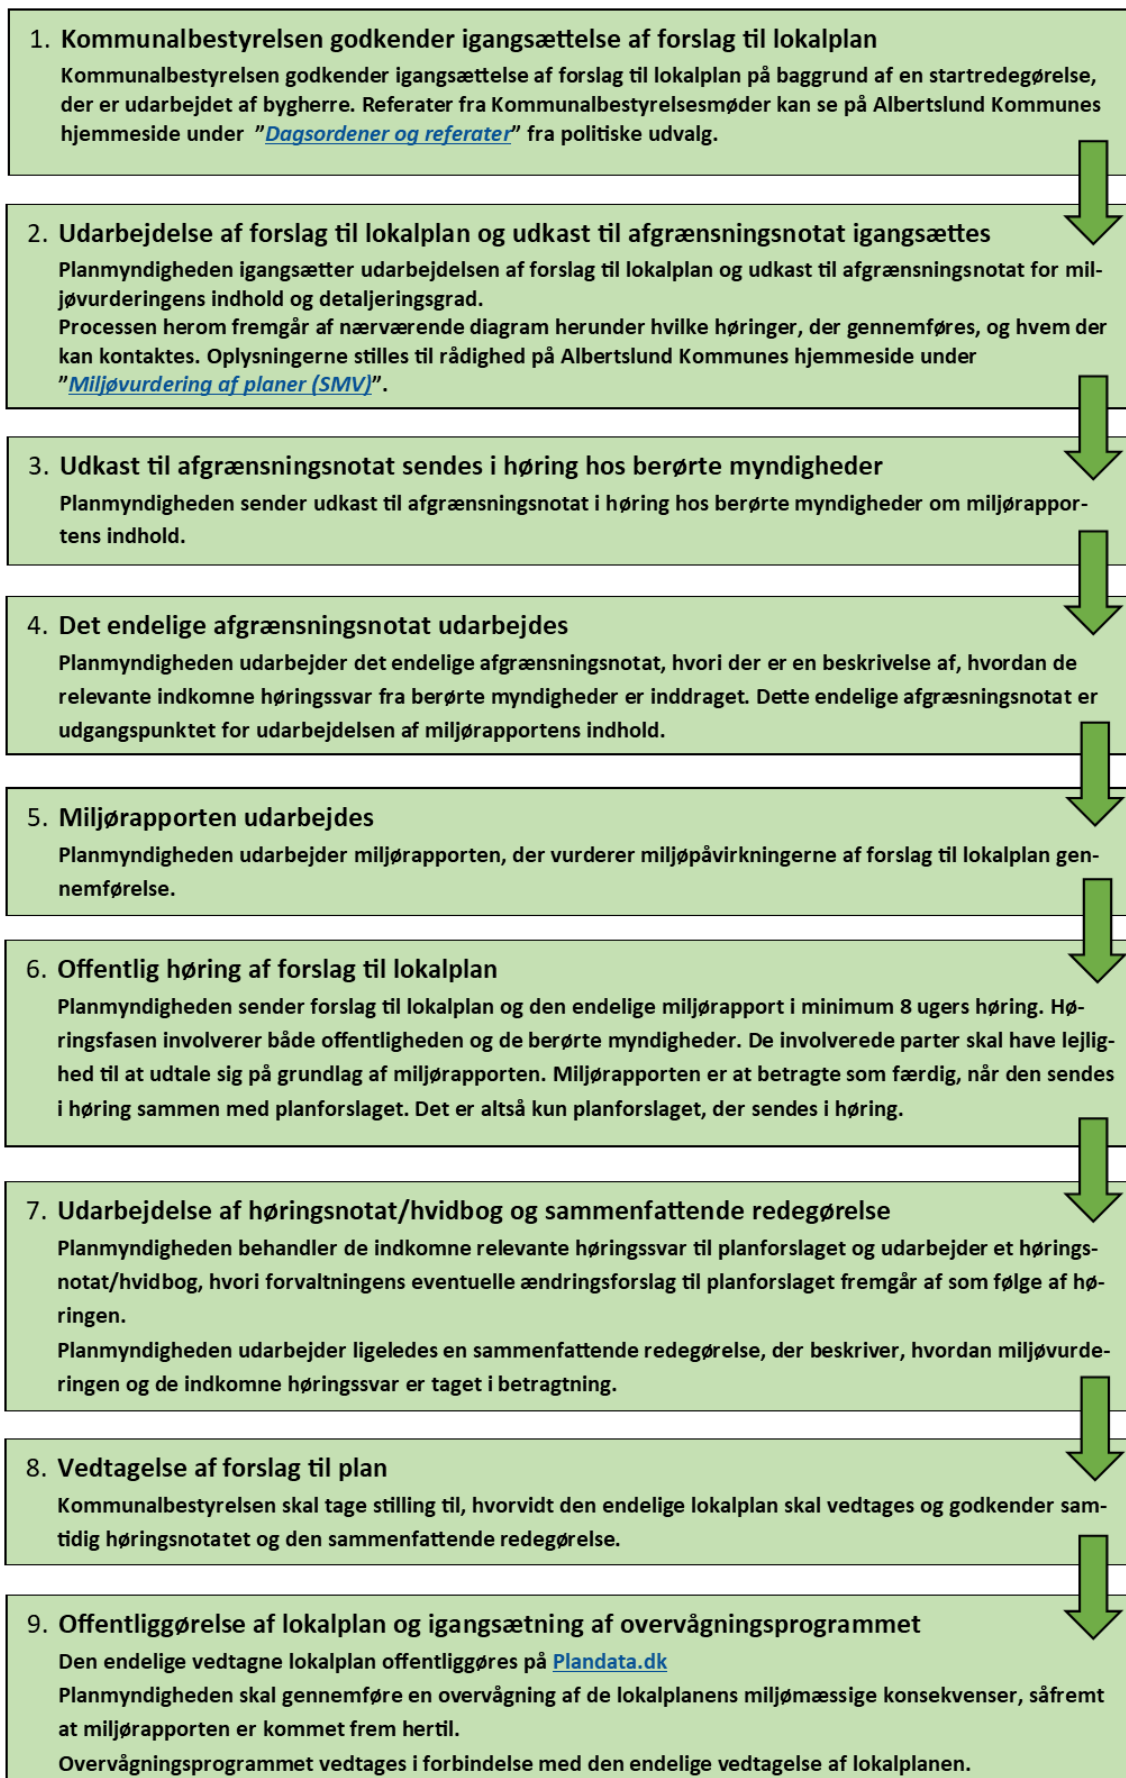 1. Kommunalbestyrelsen godkender igangsættelse af forslag til lokalplan
Kommunalbestyrelsen godkender igangsættelse af forslag til lokalplan på baggrund af en startredegørelse,
der er udarbejdet af bygherre. Referater fra Kommunalbestyrelsesmøder kan se på Albertslund Kommunes
hjemmeside under ”Dagsordener og referater” fra politiske udvalg.
2. Udarbejdelse af forslag til lokalplan og udkast til afgrænsningsnotat igangsættes
Planmyndigheden igangsætter udarbejdelsen af forslag til lokalplan og udkast til afgrænsningsnotat for mil-
jøvurderingens indhold og detaljeringsgrad.
Processen herom fremgår af nærværende diagram herunder hvilke høringer, der gennemføres, og hvem der
kan kontaktes. Oplysningerne stilles til rådighed på Albertslund Kommunes hjemmeside under
”Miljøvurdering af planer (SMV)”.
3. Udkast til afgrænsningsnotat sendes i høring hos berørte myndigheder
Planmyndigheden sender udkast til afgrænsningsnotat i høring hos berørte myndigheder om miljørappor-
tens indhold.
4. Det endelige afgrænsningsnotat udarbejdes
Planmyndigheden udarbejder det endelige afgrænsningsnotat, hvori der er en beskrivelse af, hvordan de
relevante indkomne høringssvar fra berørte myndigheder er inddraget. Dette endelige afgræsningsnotat er
udgangspunktet for udarbejdelsen af miljørapportens indhold.
5. Miljørapporten udarbejdes
Planmyndigheden udarbejder miljørapporten, der vurderer miljøpåvirkningerne af forslag til lokalplan gen-
nemførelse.
6. Offentlig høring af forslag til lokalplan
Planmyndigheden sender forslag til lokalplan og den endelige miljørapport i minimum 8 ugers høring. Hø-
ringsfasen involverer både offentligheden og de berørte myndigheder. De involverede parter skal have lejlig-
hed til at udtale sig på grundlag af miljørapporten. Miljørapporten er at betragte som færdig, når den sendes
i høring sammen med planforslaget. Det er altså kun planforslaget, der sendes i høring.
7. Udarbejdelse af høringsnotat/hvidbog og sammenfattende redegørelse
Planmyndigheden behandler de indkomne relevante høringssvar til planforslaget og udarbejder et hørings-
notat/hvidbog, hvori forvaltningens eventuelle ændringsforslag til planforslaget fremgår af som følge af hø-
ringen.
Planmyndigheden udarbejder ligeledes en sammenfattende redegørelse, der beskriver, hvordan miljøvurde-
ringen og de indkomne høringssvar er taget i betragtning.
8. Vedtagelse af forslag til plan
Kommunalbestyrelsen skal tage stilling til, hvorvidt den endelige lokalplan skal vedtages og godkender sam-
tidig høringsnotatet og den sammenfattende redegørelse.
9. Offentliggørelse af lokalplan og igangsætning af overvågningsprogrammet
Den endelige vedtagne lokalplan offentliggøres på Plandata.dk
Planmyndigheden skal gennemføre en overvågning af de lokalplanens miljømæssige konsekvenser, såfremt
at miljørapporten er kommet frem hertil.
Overvågningsprogrammet vedtages i forbindelse med den endelige vedtagelse af lokalplanen.